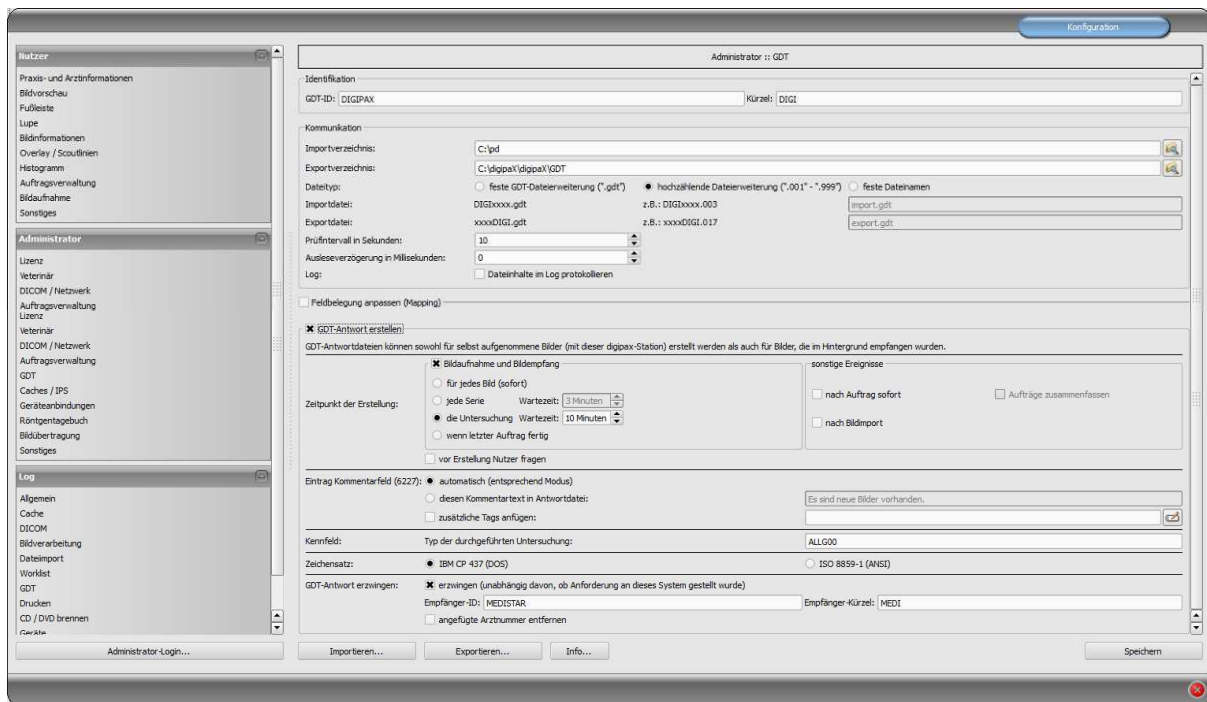 Konfiguration
Nutzer
Praxis- und Arztinformationen
Bildvorschau
Fußleiste
Lupe
Bildinformationen
Overlay / Scoutlinien
Histogramm
Auftragsverwaltung
Bildaufnahme
Sonstiges
Administrator
Lizenz
Veterinär
DICOM / Netzwerk
Auftragsverwaltung
Lizenz
Veterinär
DICOM / Netzwerk
Auftragsverwaltung
GDT
Caches / IPS
Geräteanbindungen
Röntgentagebuch
Bildübertragung
Sonstiges
Log
Allgemein
Cache
DICOM
Bildverarbeitung
Dateiimport
Worklist
GDT
Drucken
CD / DVD brennen
Geräte
Administrator-Login...
Administrator :: GDT
Identifikation
GDT-ID: DIGIPAX Kürzel: DIGI
Kommunikation
Importverzeichnis: C:\pd
Exportverzeichnis: C:\digipaX\digipaX\GDT
Dateityp: feste GDT-Dateierweiterung (".gdt") hochzählende Dateierweiterung (".001" - ".999") feste Dateinamen
Importdatei: DIGIxxxx.gdt z.B.: DIGIxxxx.003 import.gdt
Exportdatei: xxxxDIGI.gdt z.B.: xxxxDIGI.017 export.gdt
Prüfintervall in Sekunden: 10
Ausleseverzögerung in Millisekunden: 0
Log: Dateiinhalte im Log protokollieren
Feldbelegung anpassen (Mapping)
GDT-Antwort erstellen
GDT-Antwortdateien können sowohl für selbst aufgenommene Bilder (mit dieser digipax-Station) erstellt werden als auch für Bilder, die im Hintergrund empfangen wurden.
Bildaufnahme und Bildempfang sonstige Ereignisse
für jedes Bild (sofort)
nach Auftrag sofort Aufträge zusammenfassen
Zeitpunkt der Erstellung: jede Serie Wartezeit: 3 Minuten
die Untersuchung Wartezeit: 10 Minuten nach Bildimport
wenn letzter Auftrag fertig
vor Erstellung Nutzer fragen
Eintrag Kommentarfeld (6227): automatisch (entsprechend Modus)
diesen Kommentartext in Antwortdatei: Es sind neue Bilder vorhanden.
zusätzliche Tags anfügen:
Kennfeld: Typ der durchgeführten Untersuchung: ALLG00
Zeichensatz: IBM CP 437 (DOS) ISO 8859-1 (ANSI)
GDT-Antwort erzwingen: erzwingen (unabhängig davon, ob Anforderung an dieses System gestellt wurde)
Empfänger-ID: MEDISTAR Empfänger-Kürzel: MEDI
angefügte Arztnummer entfernen
Importieren... Exportieren... Info... Speichern